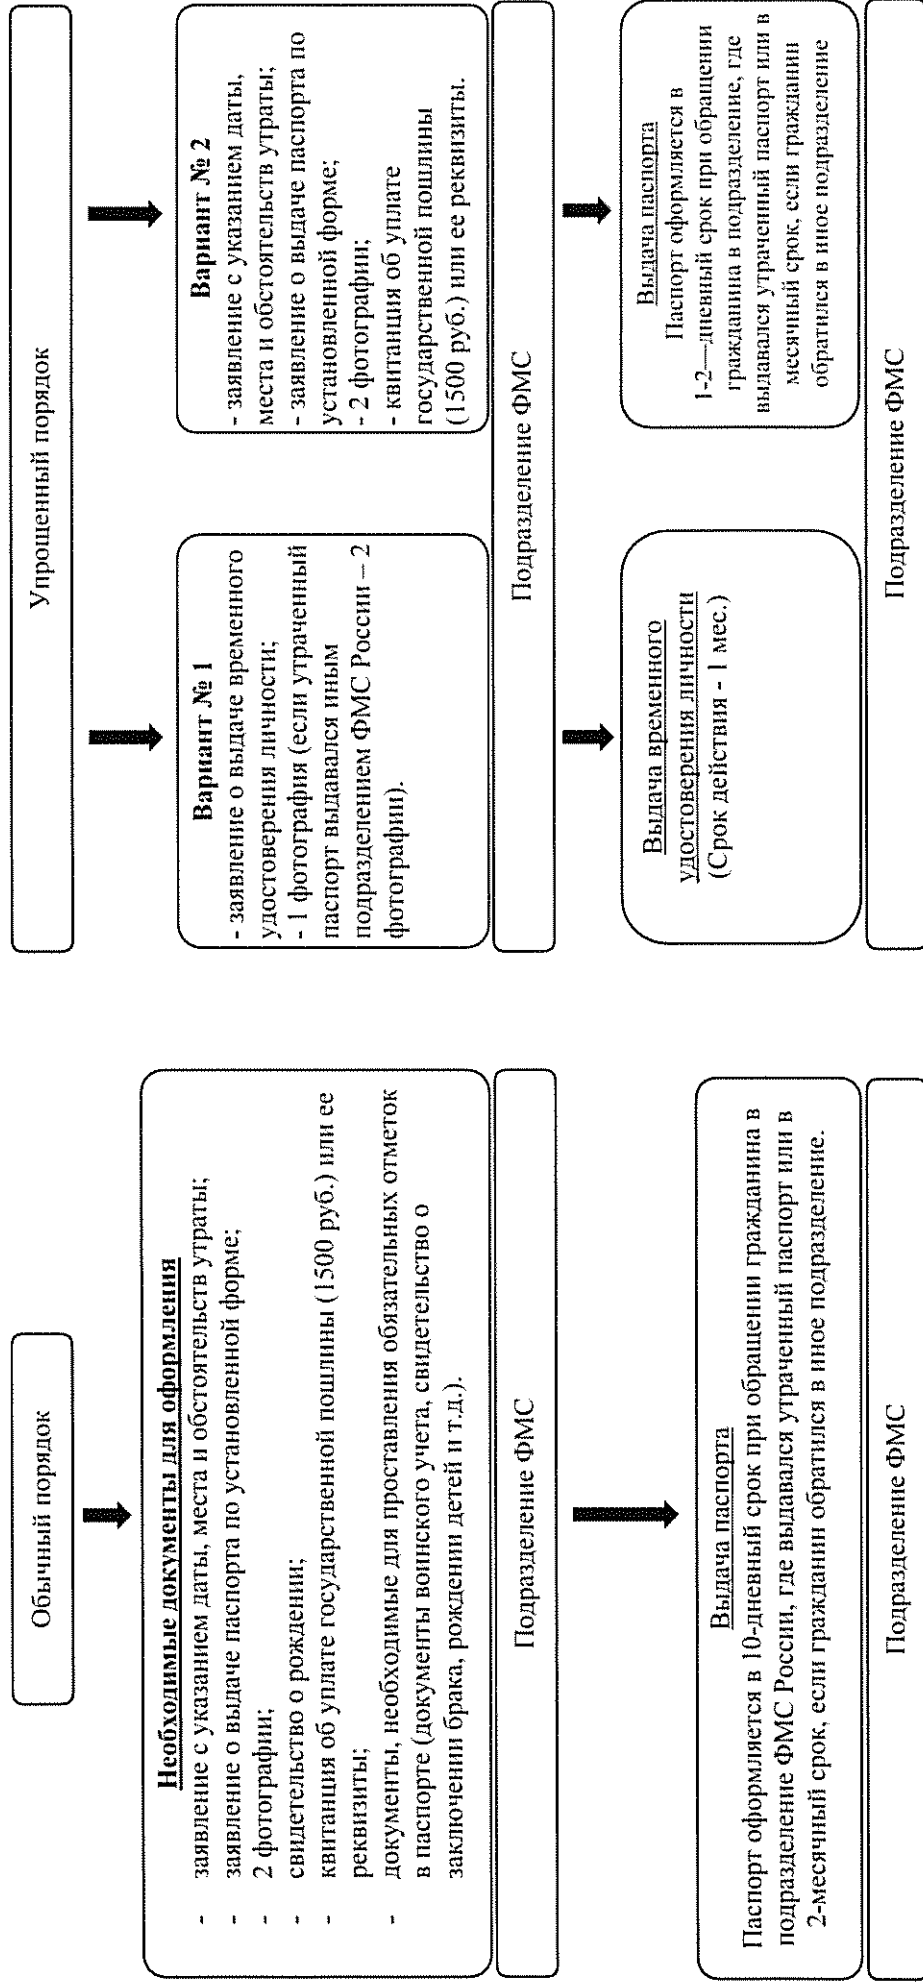 Обычный порядок
Необходимые документы для оформления
- заявление с указанием даты, места и обстоятельств утраты;
- заявление о выдаче паспорта по установленной форме;
- 2 фотографии;
- свидетельство о рождении;
- квитанция об уплате государственной пошлины (1500 руб.) или ее
реквизиты;
- документы, необходимые для проставления обязательных отметок
в паспорте (документы воинского учета, свидетельство о
заключении брака, рождении детей и т.д.).
Подразделение ФМС
Выдача паспорта
Паспорт оформляется в 10-дневный срок при обращении гражданина в
подразделение ФМС России, где выдавался утраченный паспорт или в
2-месячный срок, если гражданин обратился в иное подразделение.
Подразделение ФМС
Упрошенный порядок
Вариант № 1
- заявление о выдаче временного
удостоверения личности;
- 1 фотография (если утраченный
паспорт выдавался иным
подразделением ФМС России – 2
фотографии).
Вариант № 2
- заявление с указанием даты,
места и обстоятельств утраты;
- заявление о выдаче паспорта по
установленной форме;
- 2 фотографии;
- квитанция об уплате
государственной пошлины
(1500 руб.) или ее реквизиты.
Подразделение ФМС
Выдача временного
удостоверения личности
(Срок действия - 1 мес.)
Выдача паспорта
Паспорт оформляется в
1-2—дневный срок при обращении
гражданина в подразделение, где
выдавался утраченный паспорт или в
месячный срок, если гражданин
обратился в иное подразделение
Подразделение ФМС